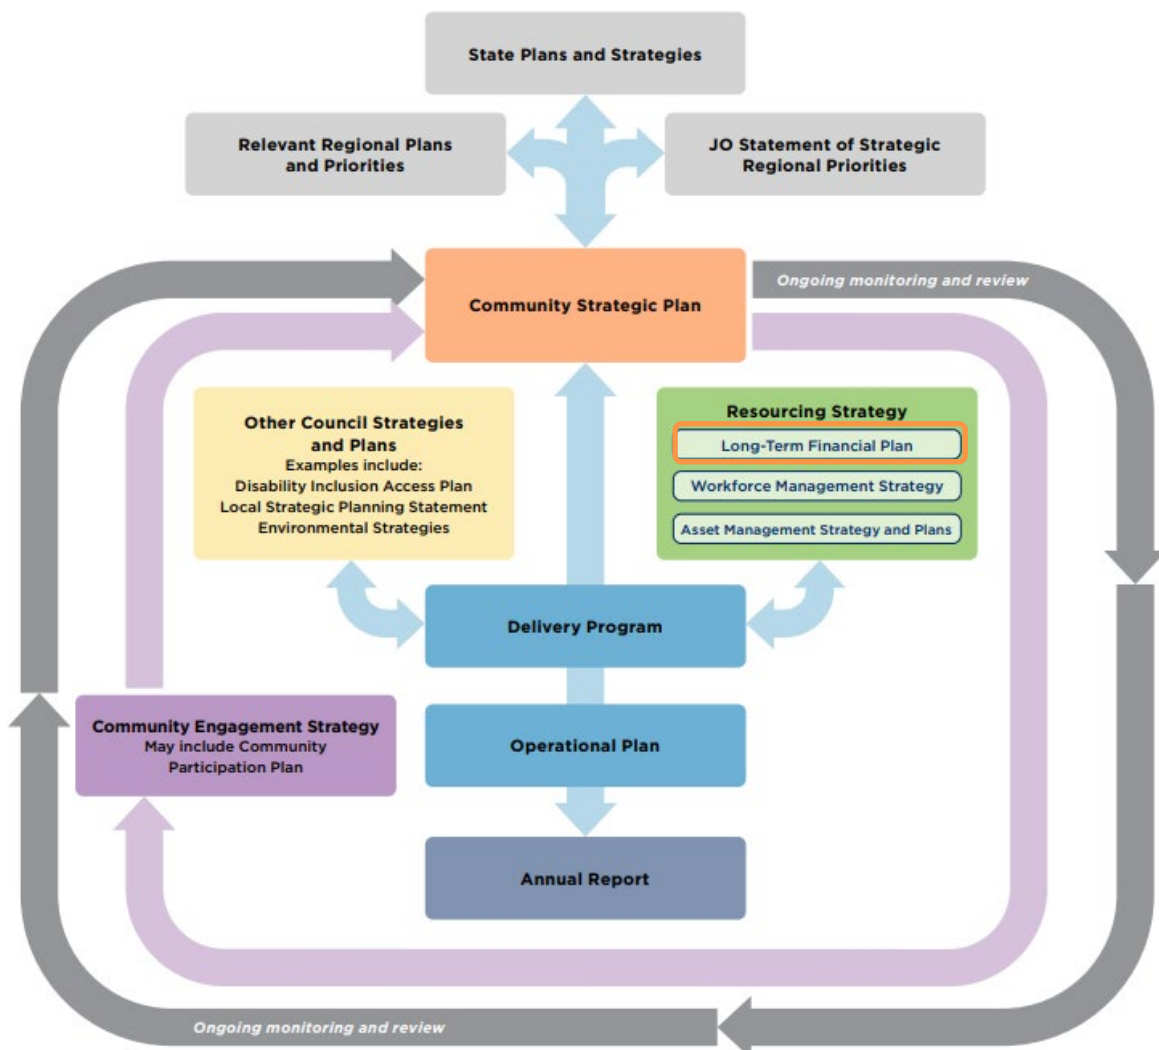 State Plans and Strategies
Relevant Regional Plans
and Priorities
JO Statement of Strategic
Regional Priorities
Community Strategic Plan
Ongoing monitoring and review
Other Council Strategies
and Plans
Examples include:
Disability Inclusion Access Plan
Local Strategic Planning Statement
Environmental Strategies
Resourcing Strategy
Long-Term Financial Plan
Workforce Management Strategy
Asset Management Strategy and Plans
Delivery Program
Community Engagement Strategy
May include Community
Participation Plan
Operational Plan
Annual Report
Ongoing monitoring and review